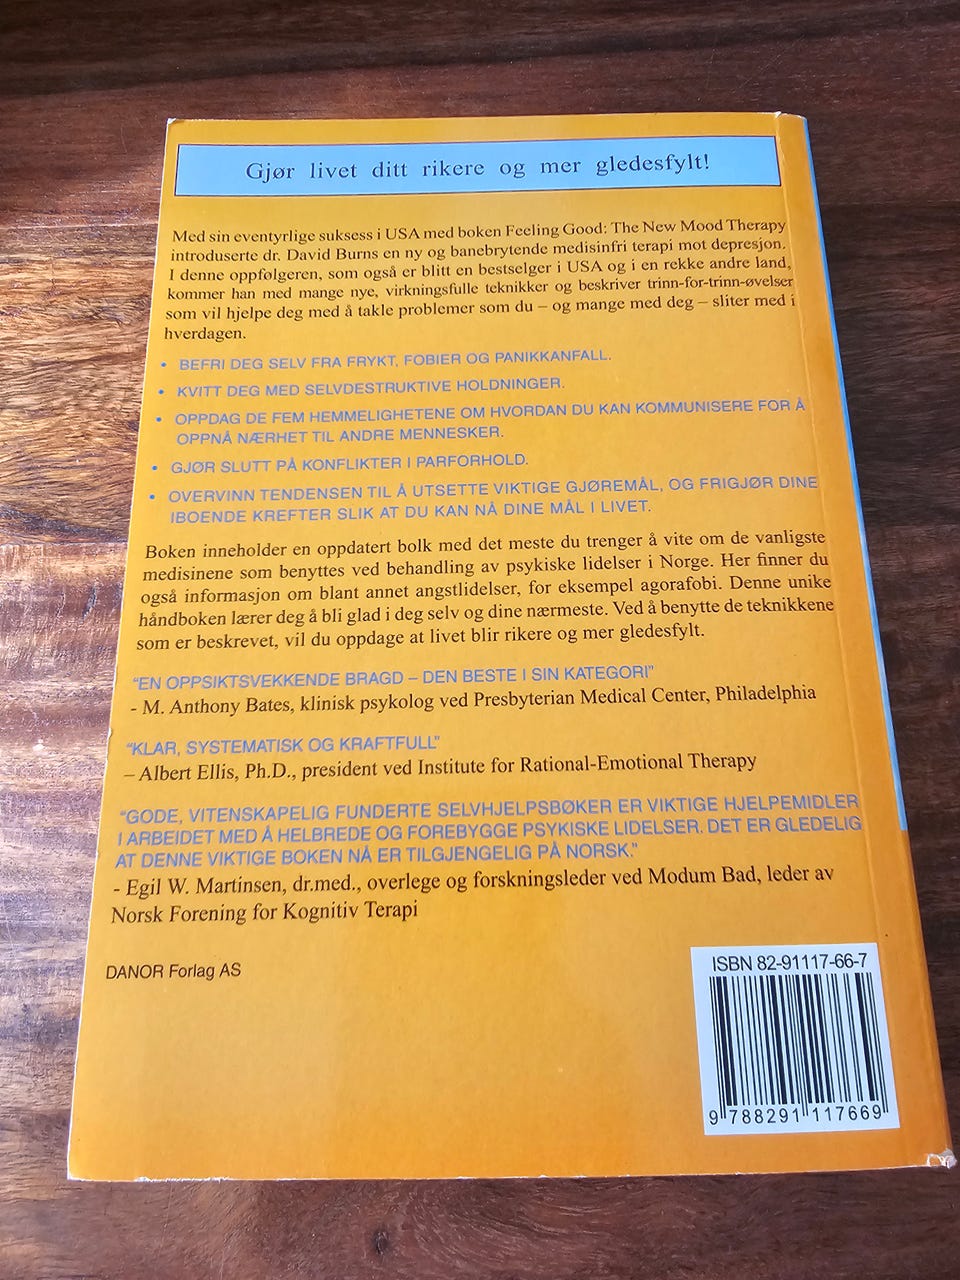 Gjør livet ditt rikere og mer gledesfylt!
Med sin eventyrlige suksess i USA med boken Feeling Good: The New Mood Therapy
introduserte dr. David Burns en ny og banebrytende medisinfri terapi mot depresjon.
I denne oppfølgeren, som også er blitt en bestselger i USA og i en rekke andre land,
kommer han med mange nye, virkningsfulle teknikker og beskriver trinn-for-trinn-øvelser
som vil hjelpe deg med å takle problemer som du – og mange med deg – sliter med i
hverdagen.
• BEFRI DEG SELV FRA FRYKT, FOBIER OG PANIKKANFALL.
• KVITT DEG MED SELVDESTRUKTIVE HOLDNINGER.
• OPPDAG DE FEM HEMMELIGHETENE OM HVORDAN DU KAN KOMMUNISERE FOR Å
OPPNÅ NÆRHET TIL ANDRE MENNESKER.
• GJØR SLUTT PÅ KONFLIKTER I PARFORHOLD.
• OVERVINN TENDENSEN TIL Å UTSETTE VIKTIGE GJØREMÅL, OG FRIGJØR DINE
IBOENDE KREFTER SLIK AT DU KAN NÅ DINE MÅL I LIVET.
Boken inneholder en oppdatert bolk med det meste du trenger å vite om de vanligste
medisinene som benyttes ved behandling av psykiske lidelser i Norge. Her finner du
også informasjon om blant annet angstlidelser, for eksempel agorafobi. Denne unike
håndboken lærer deg å bli glad i deg selv og dine nærmeste. Ved å benytte de teknikkene
som er beskrevet, vil du oppdage at livet blir rikere og mer gledesfylt.
"EN OPPSIKTSVEKKENDE BRAGD – DEN BESTE I SIN KATEGORI"
- M. Anthony Bates, klinisk psykolog ved Presbyterian Medical Center, Philadelphia
"KLAR, SYSTEMATISK OG KRAFTFULL"
– Albert Ellis, Ph.D., president ved Institute for Rational-Emotional Therapy
"GODE, VITENSKAPELIG FUNDERTE SELVHJELPSBØKER ER VIKTIGE HJELPEMIDLER
I ARBEIDET MED Å HELBREDE OG FOREBYGGE PSYKISKE LIDELSER. DET ER GLEDELIG
AT DENNE VIKTIGE BOKEN NÅ ER TILGJENGELIG PÅ NORSK."
- Egil W. Martinsen, dr.med., overlege og forskningsleder ved Modum Bad, leder av
Norsk Forening for Kognitiv Terapi
DANOR Forlag AS
ISBN 82-91117-66-7
9 788291 117669